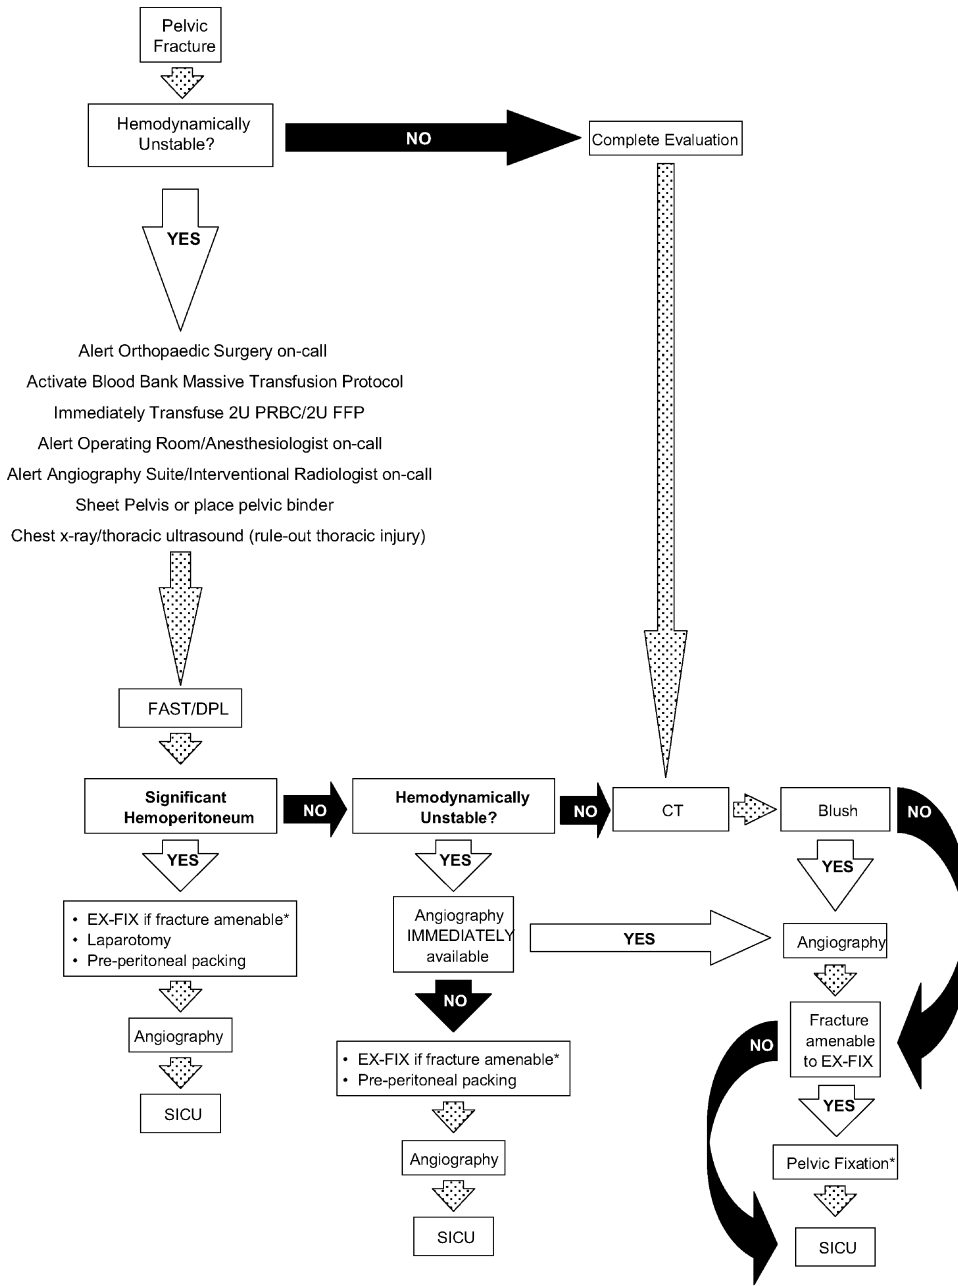 Pelvic
Fracture
Hemodynamically
Unstable?
NO
Complete Evaluation
YES
Alert Orthopaedic Surgery on-call
Activate Blood Bank Massive Transfusion Protocol
Immediately Transfuse 2U PRBC/2U FFP
Alert Operating Room/Anesthesiologist on-call
Alert Angiography Suite/Interventional Radiologist on-call
Sheet Pelvis or place pelvic binder
Chest x-ray/thoracic ultrasound (rule-out thoracic injury)
FAST/DPL
Significant
Hemoperitoneum
NO
Hemodynamically
Unstable?
NO
CT
Blush
NO
YES
YES
YES
• EX-FIX if fracture amenable*
• Laparotomy
• Pre-peritoneal packing
Angiography
IMMEDIATELY
available
YES
Angiography
NO
Angiography
SICU
• EX-FIX if fracture amenable*
• Pre-peritoneal packing
Angiography
SICU
Fracture
amenable
to EX-FIX
NO
YES
Pelvic Fixation*
SICU